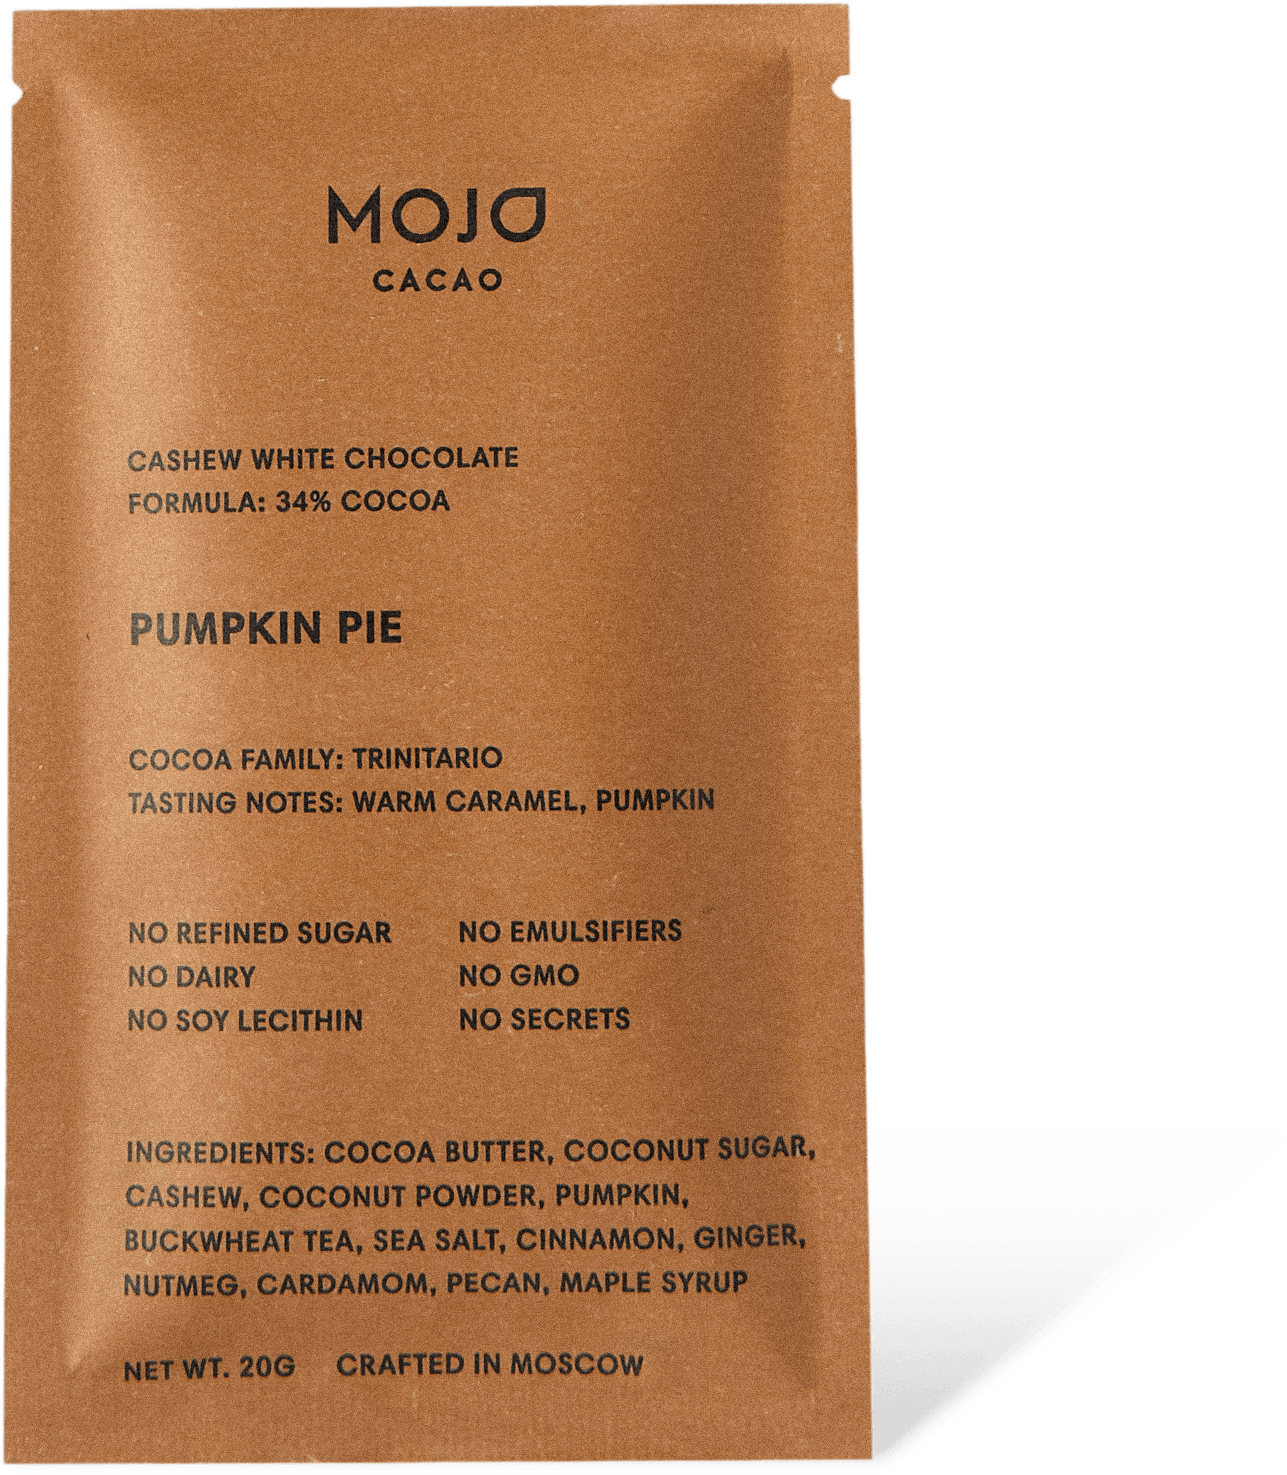 MOJO
CACAO
CASHEW WHITE CHOCOLATE
FORMULA: 34% COCOA
PUMPKIN PIE
COCOA FAMILY: TRINITARIO
TASTING NOTES: WARM CARAMEL, PUMPKIN
NO REFINED SUGAR NO EMULSIFIERS
NO DAIRY NO GMO
NO SOY LECITHIN NO SECRETS
INGREDIENTS: COCOA BUTTER, COCONUT SUGAR,
CASHEW, COCONUT POWDER, PUMPKIN,
BUCKWHEAT TEA, SEA SALT, CINNAMON, GINGER,
NUTMEG, CARDAMOM, PECAN, MAPLE SYRUP
NET WT. 20G CRAFTED IN MOSCOW